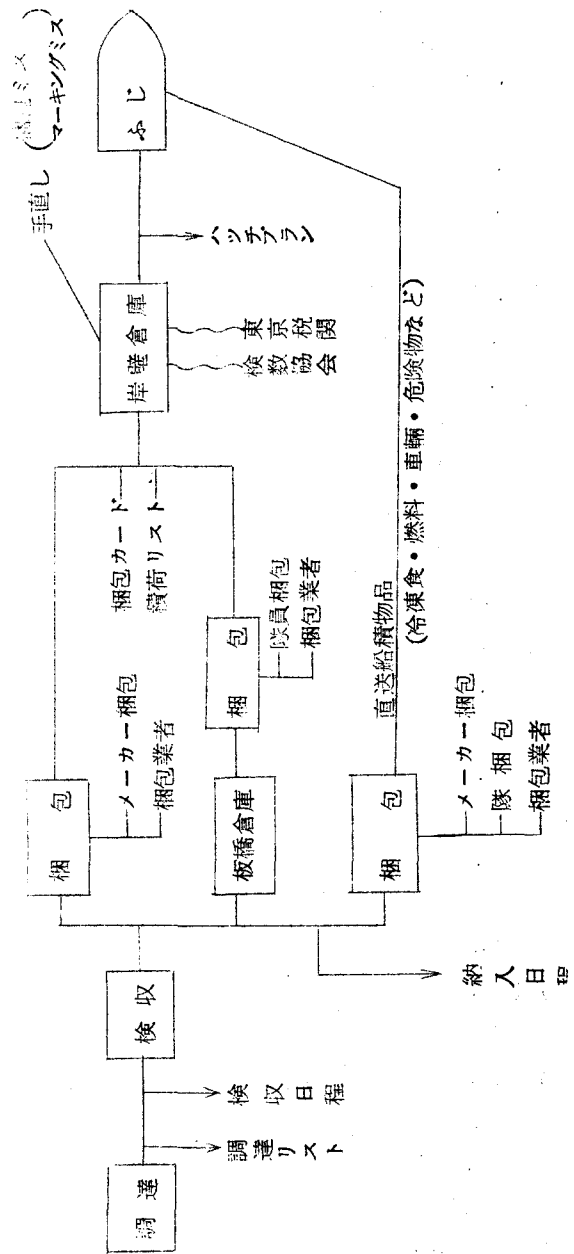 調達
調達リスト
検収日程
検収
納入日程
梱包
メーカー梱包
梱包業者
板橋倉庫
梱包
隊員梱包
梱包業者
梱包
メーカー梱包
隊梱包
梱包業者
直送船積物品
(冷凍食・燃料・車輛・危険物など)
梱包カード
積荷リスト
岸壁倉庫
検数協会
東京税関
手直し
ミス
マーキングミス
ハッチプラン
ふじ